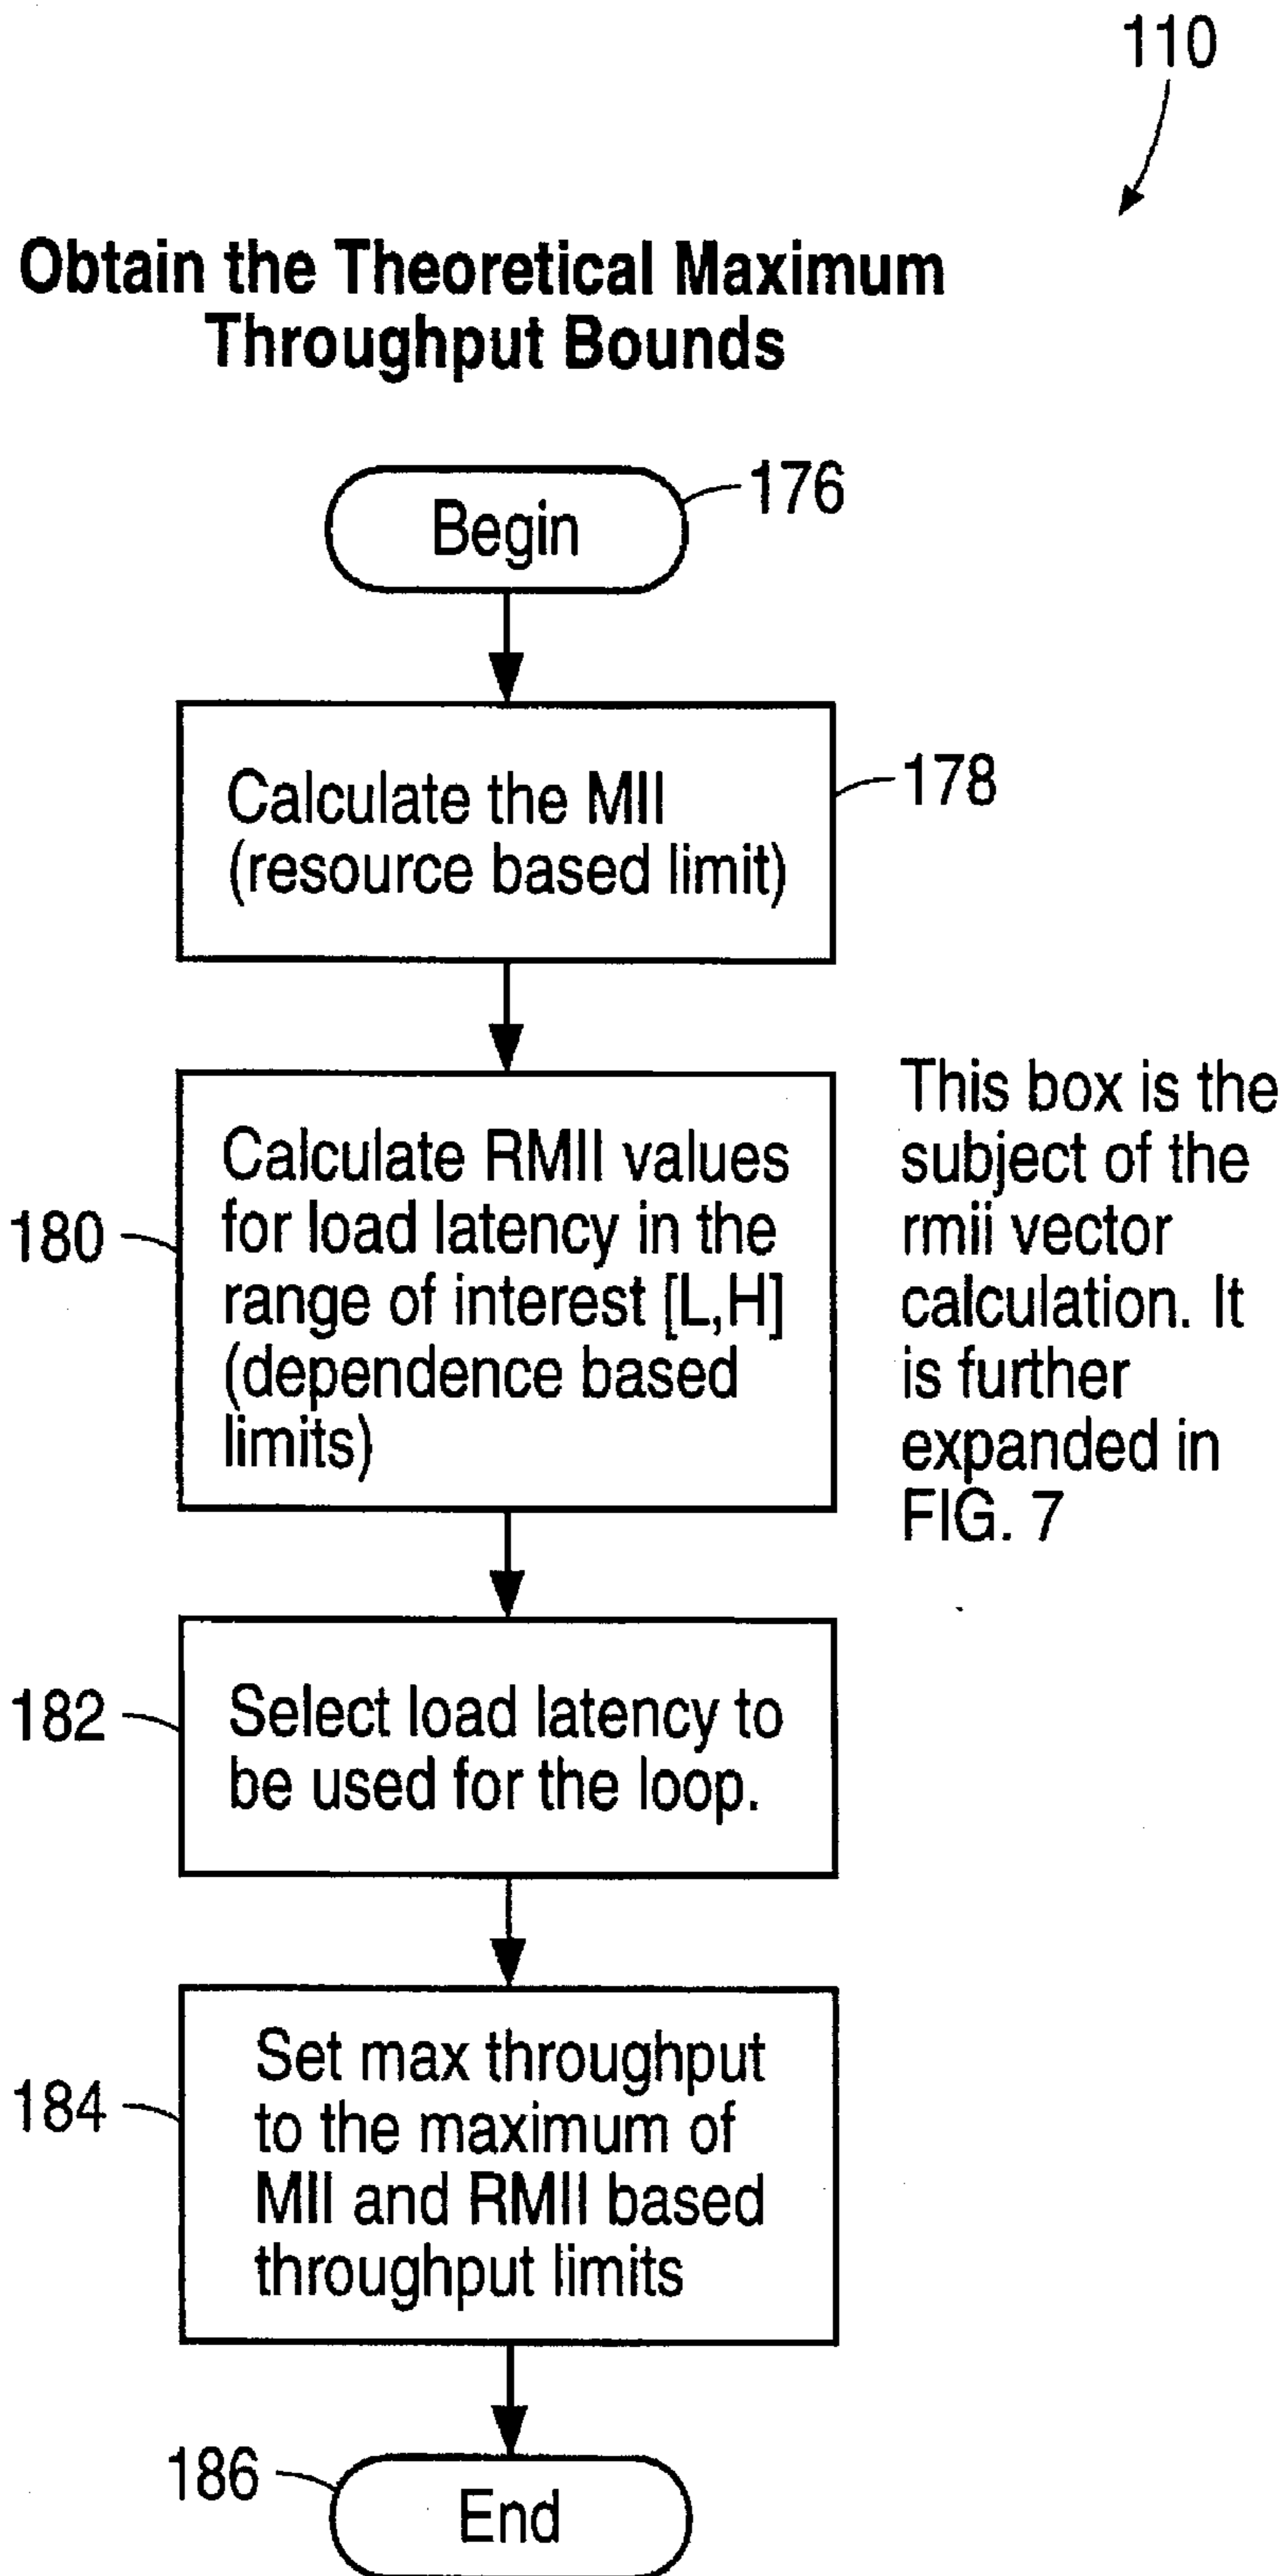 110
Obtain the Theoretical Maximum
Throughput Bounds
Begin
176
Calculate the MII
(resource based limit)
178
180
Calculate RMII values
for load latency in the
range of interest [L,H]
(dependence based
limits)
This box is the
subject of the
rmii vector
calculation. It
is further
expanded in
FIG. 7
182
Select load latency to
be used for the loop.
184
Set max throughput
to the maximum of
MII and RMII based
throughput limits
186
End